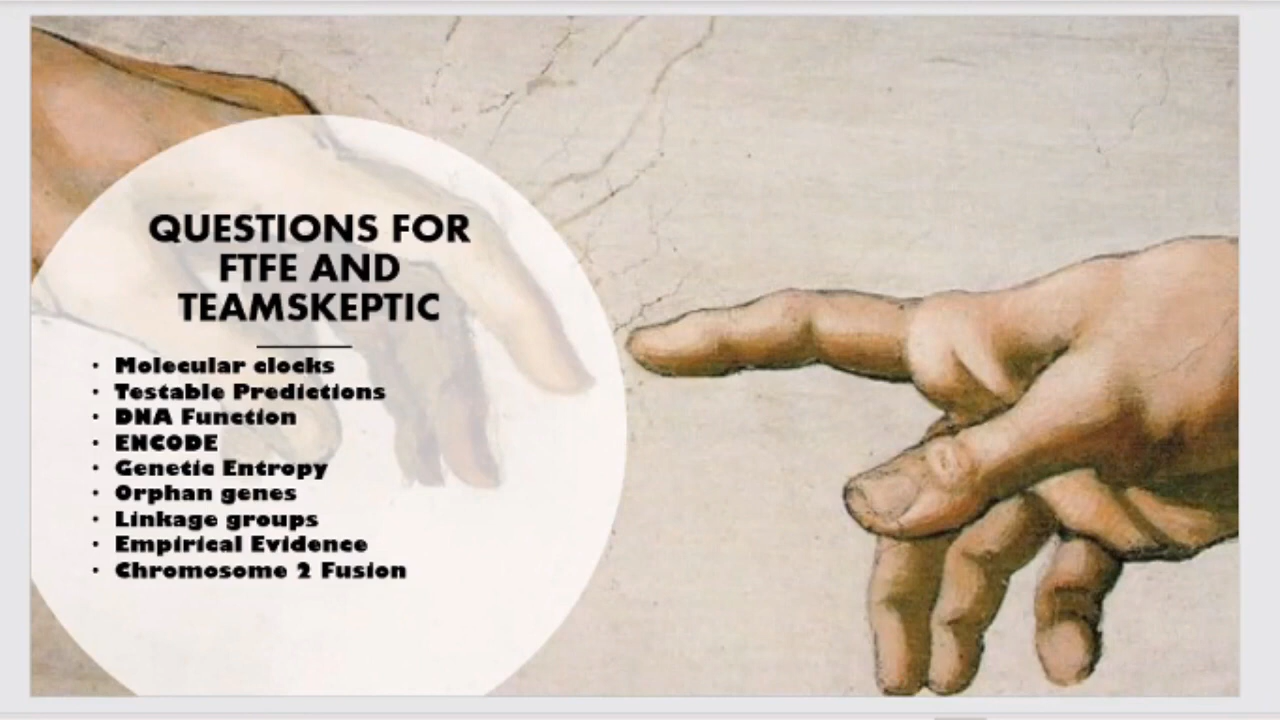 QUESTIONS FOR
FTFE AND
TEAMSKEPTIC
• Molecular clocks
• Testable Predictions
• DNA Function
• ENCODE
• Genetic Entropy
• Orphan genes
• Linkage groups
• Empirical Evidence
• Chromosome 2 Fusion